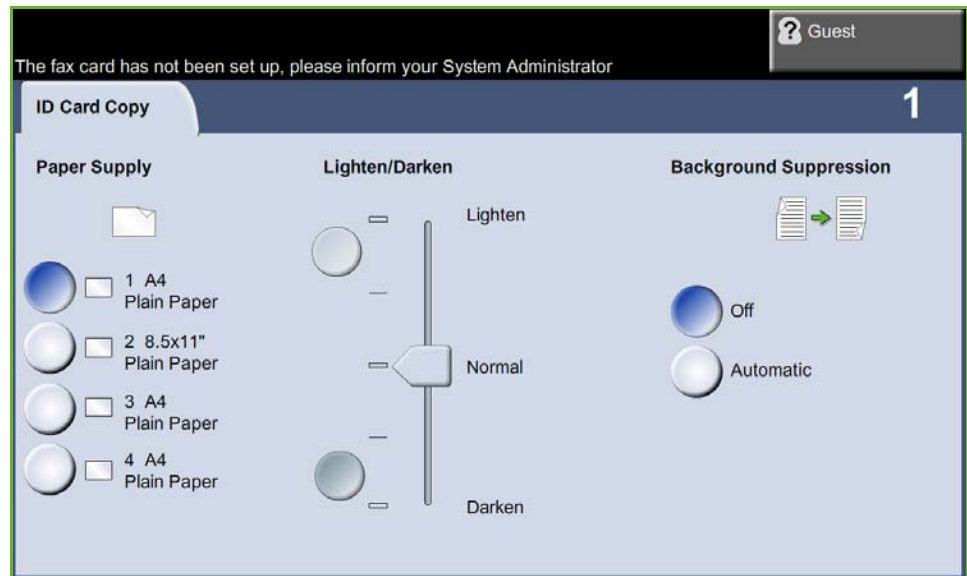 Guest
The fax card has not been set up, please inform your System Administrator
ID Card Copy
1
Paper Supply
1 A4
Plain Paper
2 8.5x11"
Plain Paper
3 A4
Plain Paper
4 A4
Plain Paper
Lighten/Darken
Lighten
Normal
Darken
Background Suppression
Off
Automatic